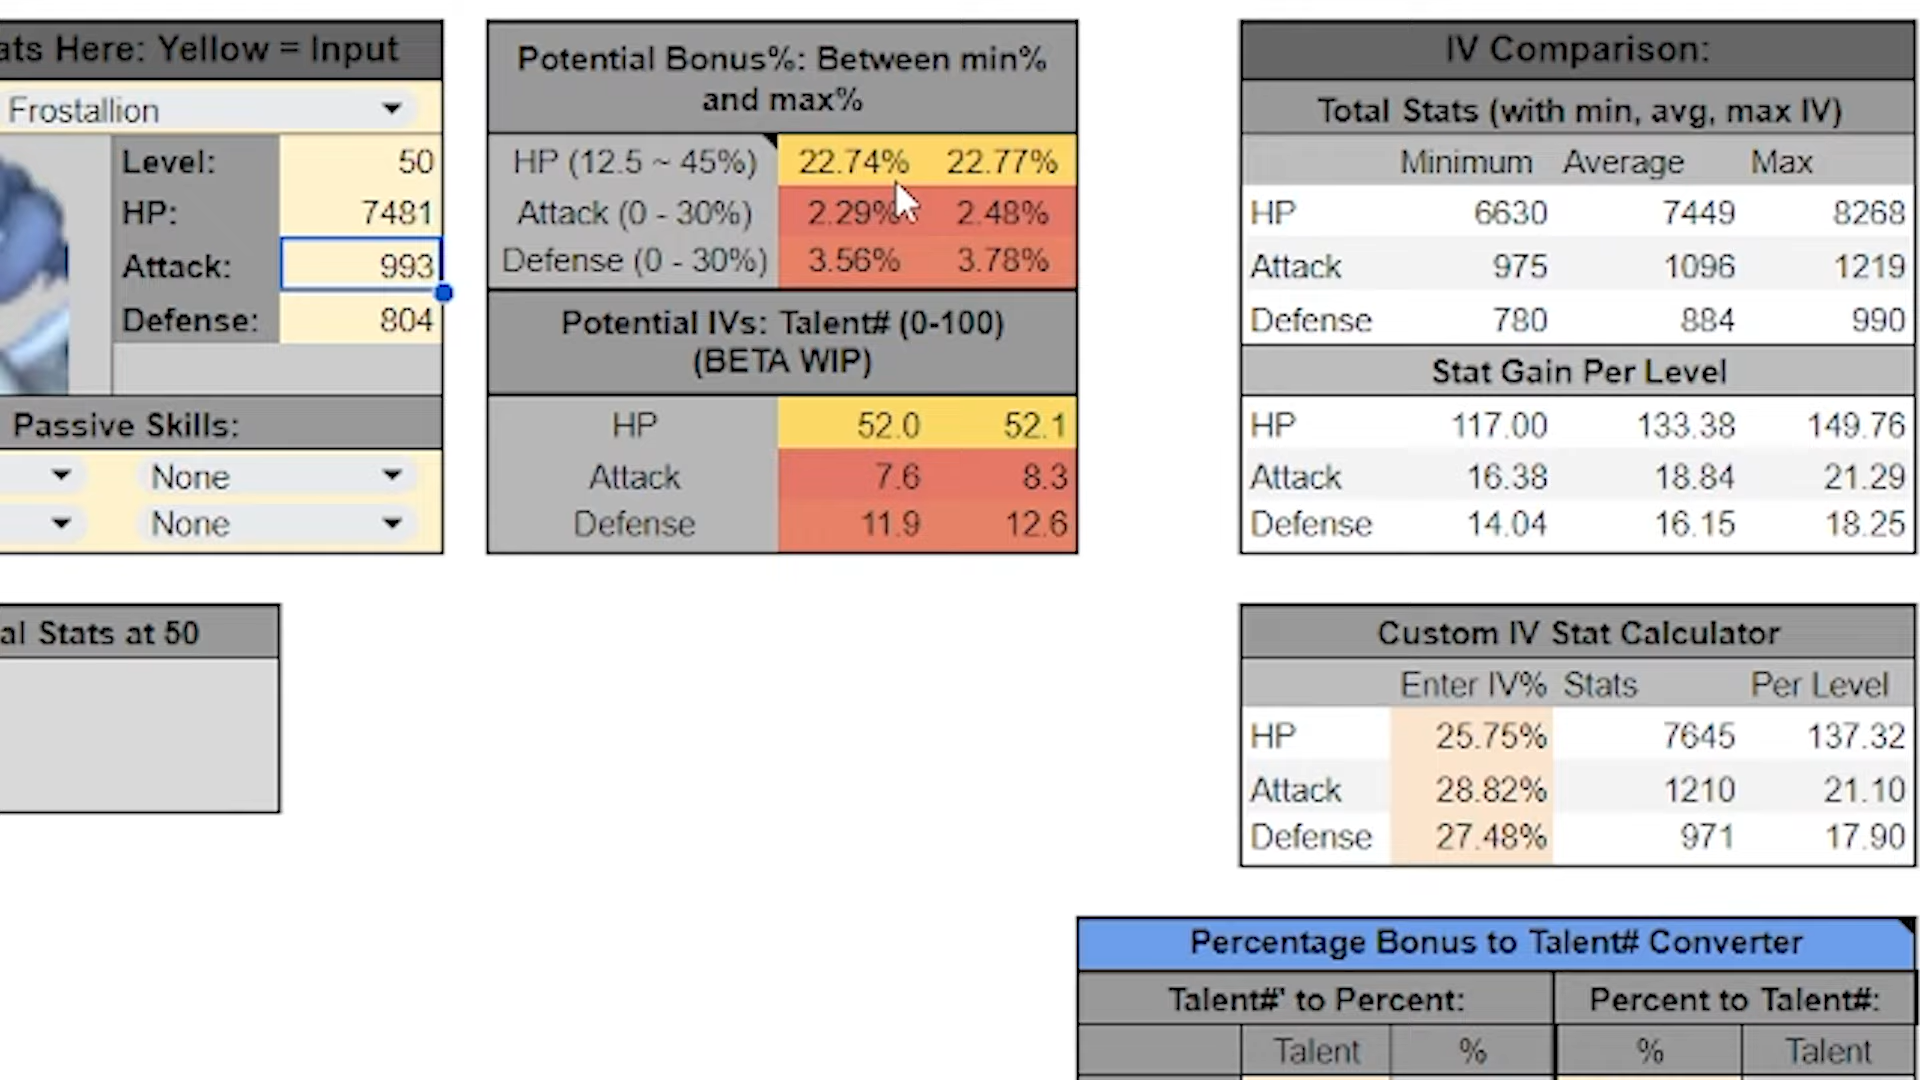 ats Here: Yellow = Input
Frostallion
Level: 50
HP: 7481
Attack: 993
Defense: 804
Passive Skills:
None
None
al Stats at 50
Potential Bonus%: Between min%
and max%
HP (12.5 ~ 45%) 22.74% 22.77%
Attack (0 - 30%) 2.29% 2.48%
Defense (0 - 30%) 3.56% 3.78%
Potential IVs: Talent# (0-100)
(BETA WIP)
HP 52.0 52.1
Attack 7.6 8.3
Defense 11.9 12.6
IV Comparison:
Total Stats (with min, avg, max IV)
Minimum Average Max
HP 6630 7449 8268
Attack 975 1096 1219
Defense 780 884 990
Stat Gain Per Level
HP 117.00 133.38 149.76
Attack 16.38 18.84 21.29
Defense 14.04 16.15 18.25
Custom IV Stat Calculator
Enter IV% Stats Per Level
HP 25.75% 7645 137.32
Attack 28.82% 1210 21.10
Defense 27.48% 971 17.90
Percentage Bonus to Talent# Converter
Talent#' to Percent: Percent to Talent#:
Talent % % Talent